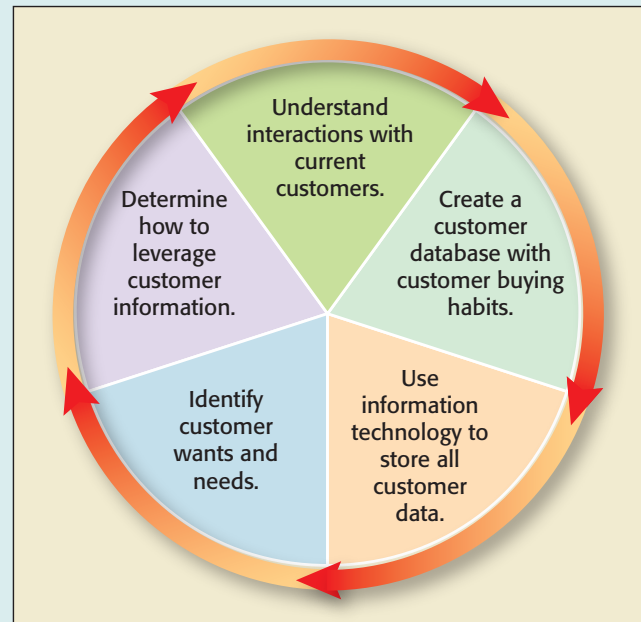 Understand
interactions with
current
customers.
Create a
customer
database with
customer buying
habits.
Use
information
technology to
store all
customer
data.
Identify
customer
wants and
needs.
Determine
how to
leverage
customer
information.